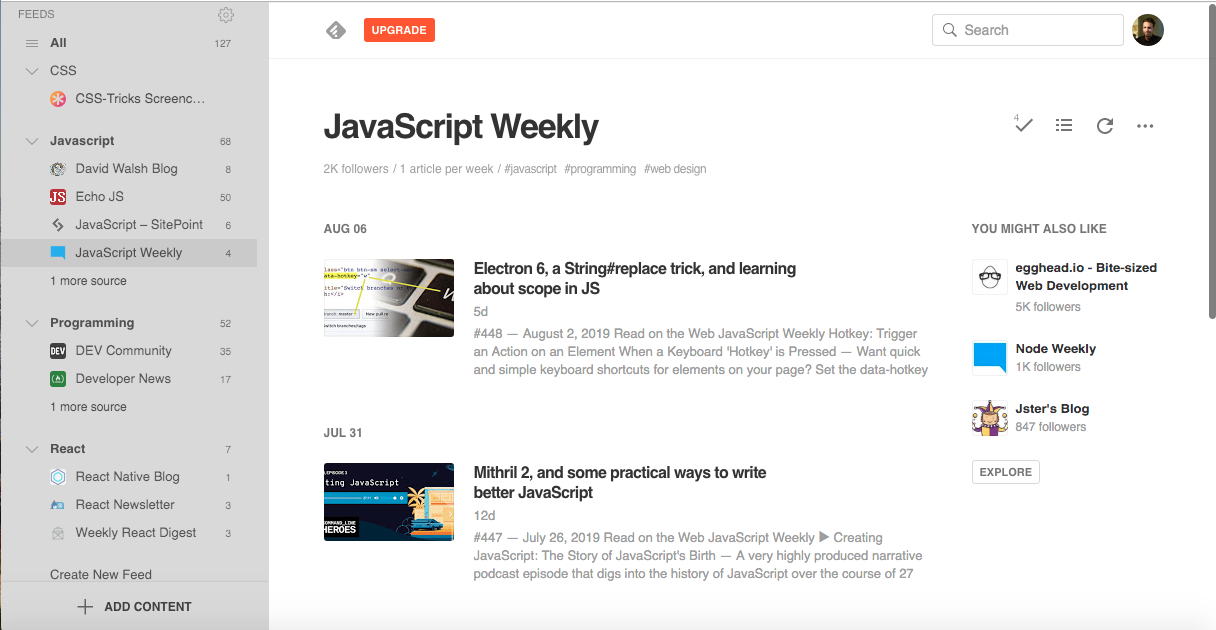 FEEDS
All 127
CSS
CSS-Tricks Screenc...
Javascript 68
David Walsh Blog 8
Echo JS 50
JavaScript – SitePoint 6
JavaScript Weekly 4
1 more source
Programming 52
DEV Community 35
Developer News 17
1 more source
React 7
React Native Blog 1
React Newsletter 3
Weekly React Digest 3
Create New Feed
ADD CONTENT
UPGRADE
Search
JavaScript Weekly
4
2K followers / 1 article per week / #javascript #programming #web design
AUG 06
Electron 6, a String#replace trick, and learning
about scope in JS
5d
#448 — August 2, 2019 Read on the Web JavaScript Weekly Hotkey: Trigger
an Action on an Element When a Keyboard 'Hotkey' is Pressed — Want quick
and simple keyboard shortcuts for elements on your page? Set the data-hotkey
JUL 31
ting JavaScript
COMMAND_LINE
HEROES
Mithril 2, and some practical ways to write
better JavaScript
12d
#447 — July 26, 2019 Read on the Web JavaScript Weekly ▶ Creating
JavaScript: The Story of JavaScript's Birth — A very highly produced narrative
podcast episode that digs into the history of JavaScript over the course of 27
YOU MIGHT ALSO LIKE
egghead.io - Bite-sized
Web Development
5K followers
Node Weekly
1K followers
Jster's Blog
847 followers
EXPLORE